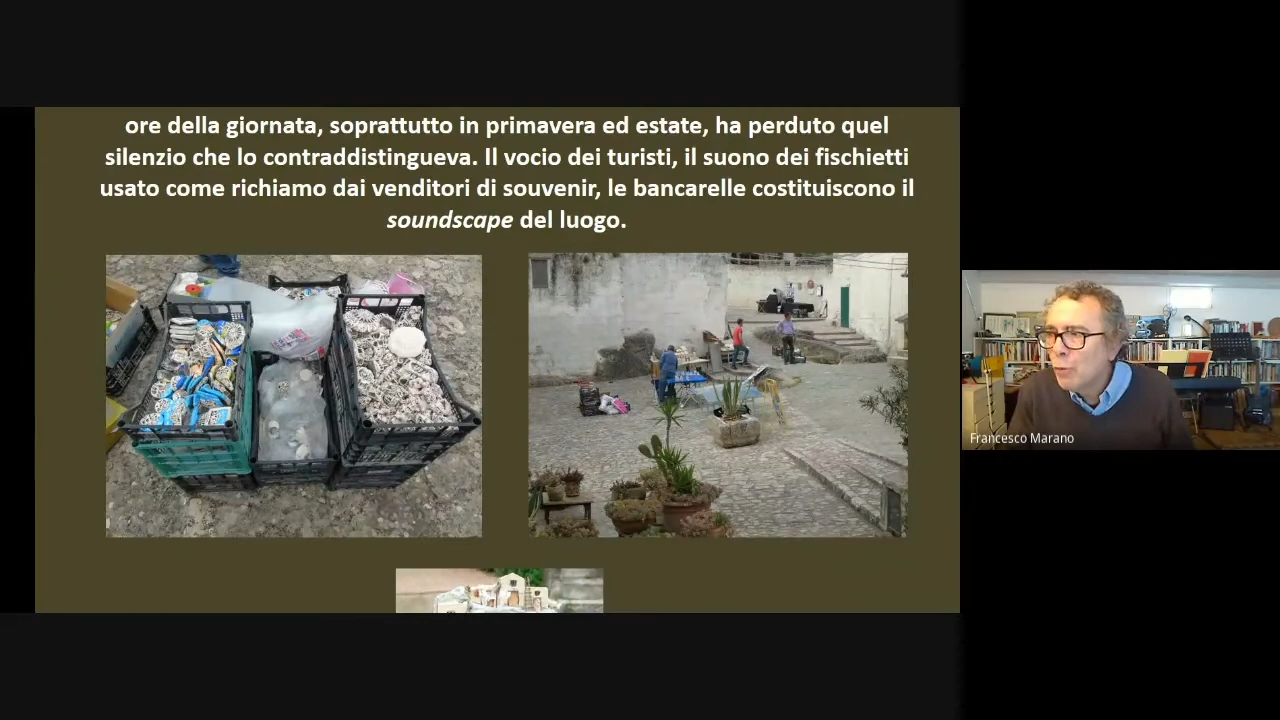 ore della giornata, soprattutto in primavera ed estate, ha perduto quel
silenzio che lo contraddistingueva. Il vocio dei turisti, il suono dei fischietti
usato come richiamo dai venditori di souvenir, le bancarelle costituiscono il
soundscape del luogo.
Francesco Marano